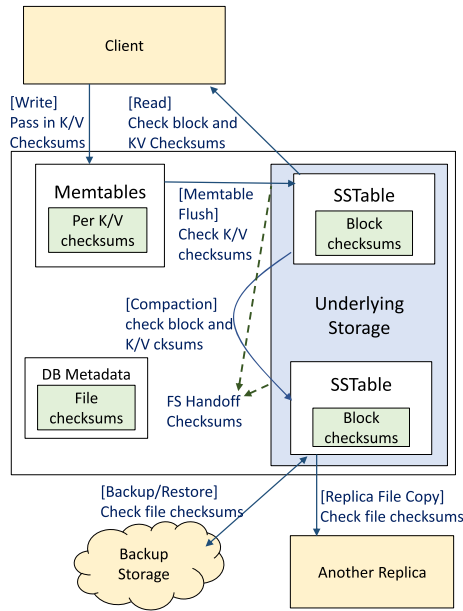 Client
[Write]
Pass in K/V
Checksums
[Read]
Check block and
KV Checksums
Memtables
Per K/V
checksums
[Memtable
Flush]
Check K/V
checksums
SSTable
Block
checksums
Underlying
Storage
[Compaction]
check block and
K/V cksums
DB Metadata
File
checksums
FS Handoff
Checksums
SSTable
Block
checksums
[Backup/Restore]
Check file checksums
[Replica File Copy]
Check file checksums
Backup
Storage
Another Replica